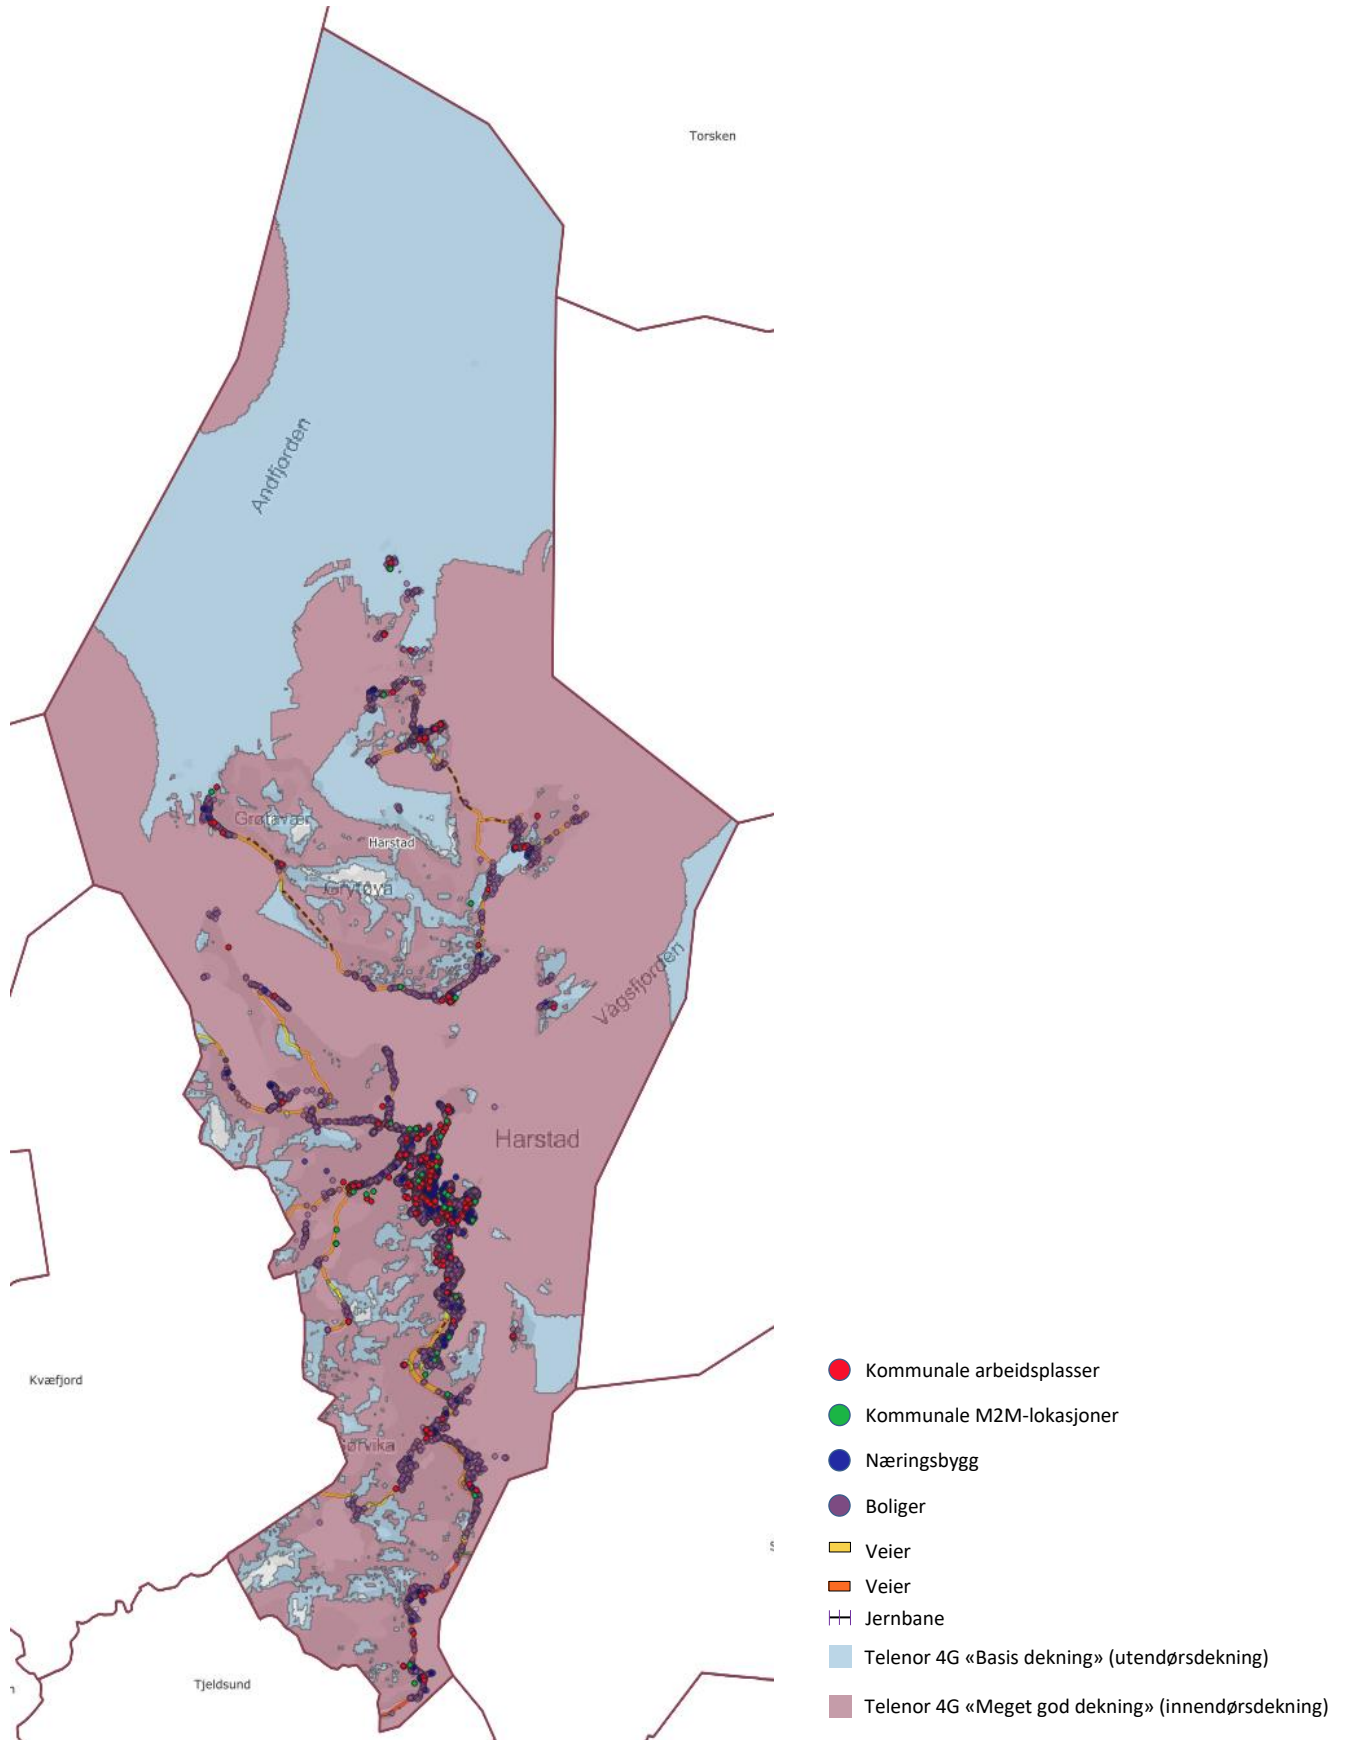 Torsken
Andfjorden
Grøtavær
Harstad
Grytøya
Vågsfjorden
Harstad
Kvæfjord
Sørvika
Tjeldsund
Kommunale arbeidsplasser
Kommunale M2M-lokasjoner
Næringsbygg
Boliger
Veier
Veier
Jernbane
Telenor 4G «Basis dekning» (utendørsdekning)
Telenor 4G «Meget god dekning» (innendørsdekning)